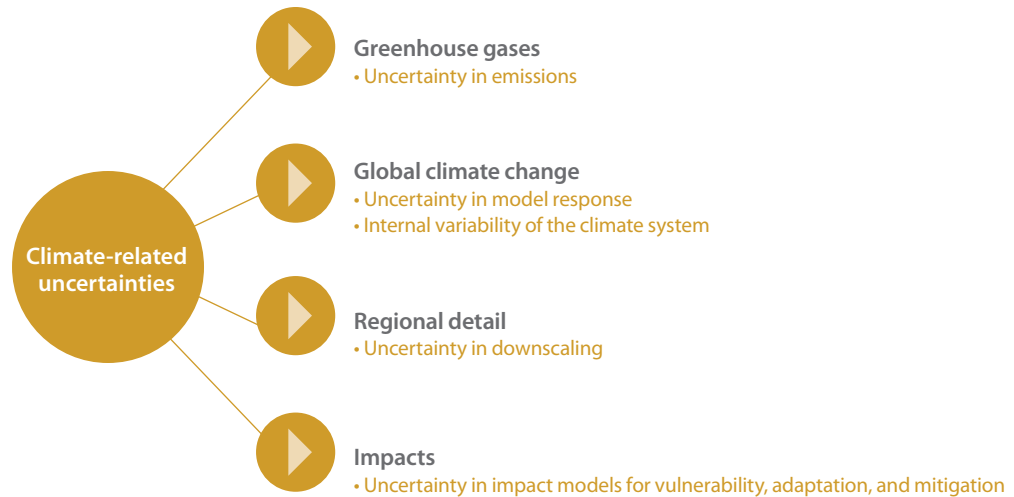 Climate-related
uncertainties
Greenhouse gases
• Uncertainty in emissions
Global climate change
• Uncertainty in model response
• Internal variability of the climate system
Regional detail
• Uncertainty in downscaling
Impacts
• Uncertainty in impact models for vulnerability, adaptation, and mitigation